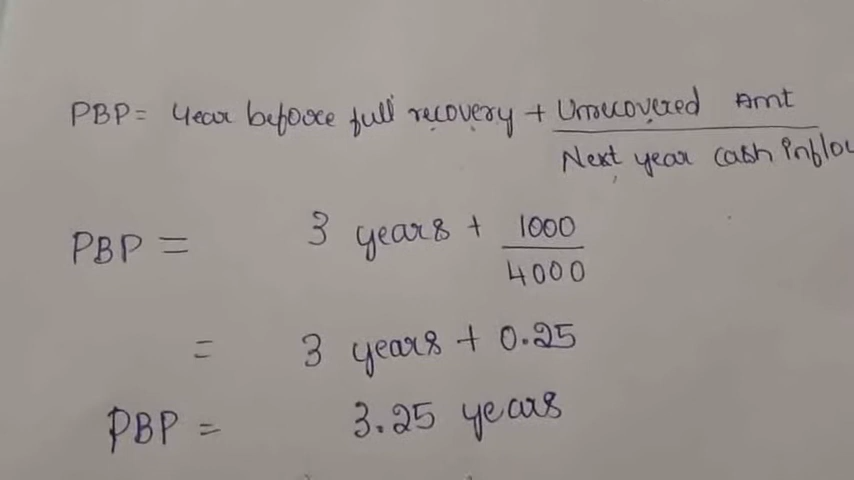 PBP = Year before full recovery + Unrecovered Amt
Next year cash inflow
PBP = 3 years + 1000
4000
= 3 years + 0.25
PBP = 3.25 years